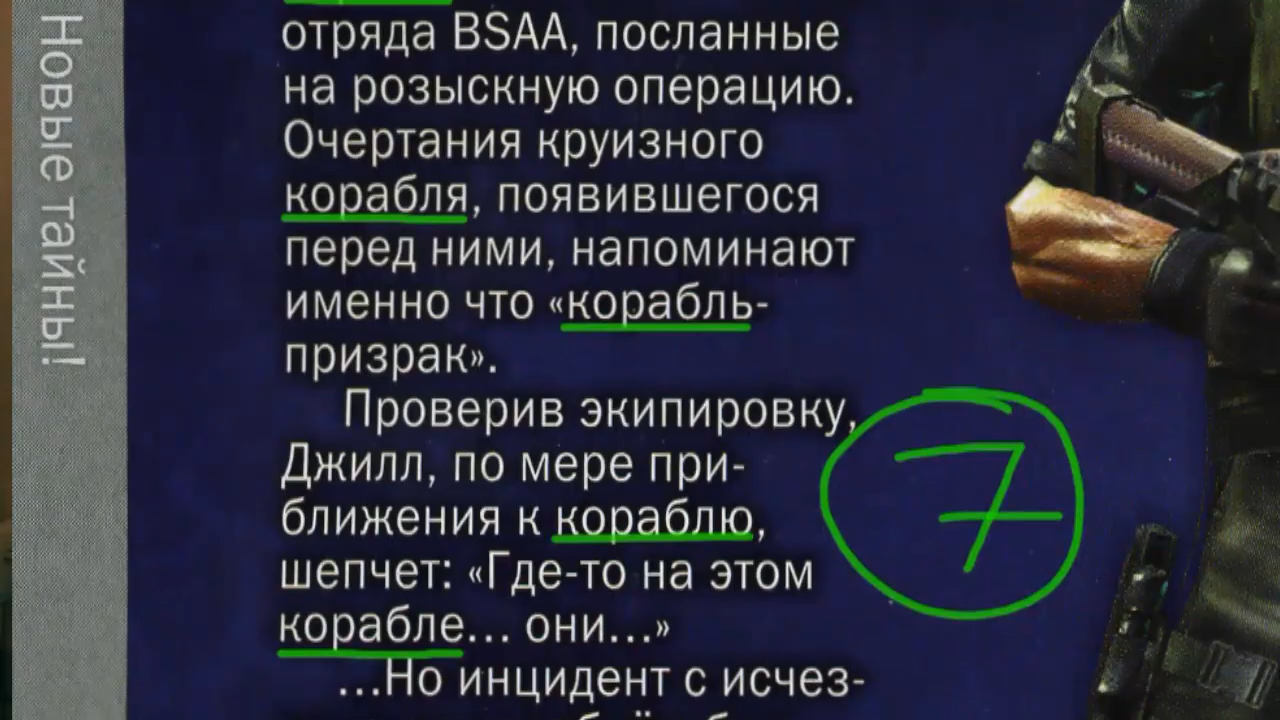 Новые тайны!
отряда BSAA, посланные
на розыскную операцию.
Очертания круизного
корабля, появившегося
перед ними, напоминают
именно что «корабль-
призрак».
Проверив экипировку,
Джилл, по мере при-
ближения к кораблю,
шепчет: «Где-то на этом
корабле... они...»
...Но инцидент с исчез-
7